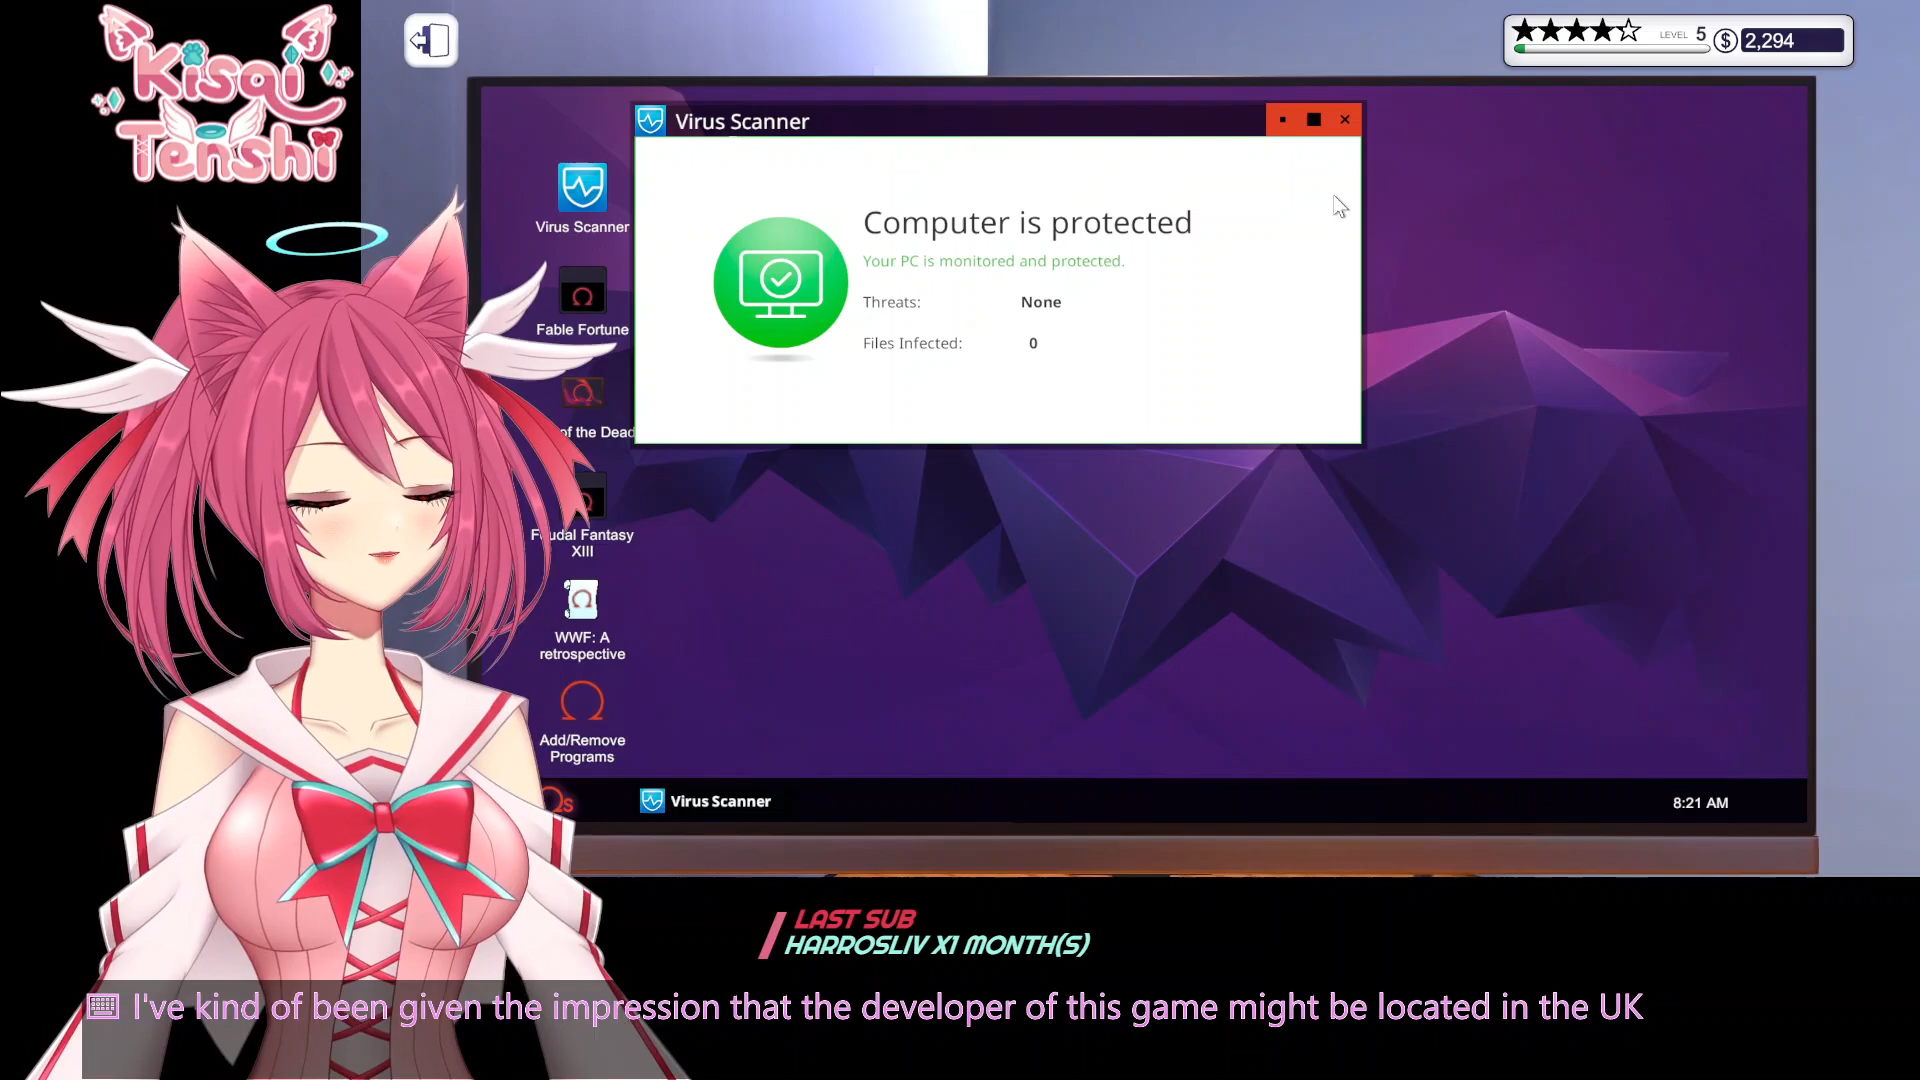 Kisai
Tenshi
LEVEL 5
$ 2,294
Virus Scanner
Virus Scanner
Computer is protected
Your PC is monitored and protected.
Threats: None
Files Infected: 0
Fable Fortune
of the Dead
Feudal Fantasy
XIII
WWF: A
retrospective
Add/Remove
Programs
Ωs
Virus Scanner
8:21 AM
LAST SUB
HARROSLIV X1 MONTH(S)
I've kind of been given the impression that the developer of this game might be located in the UK